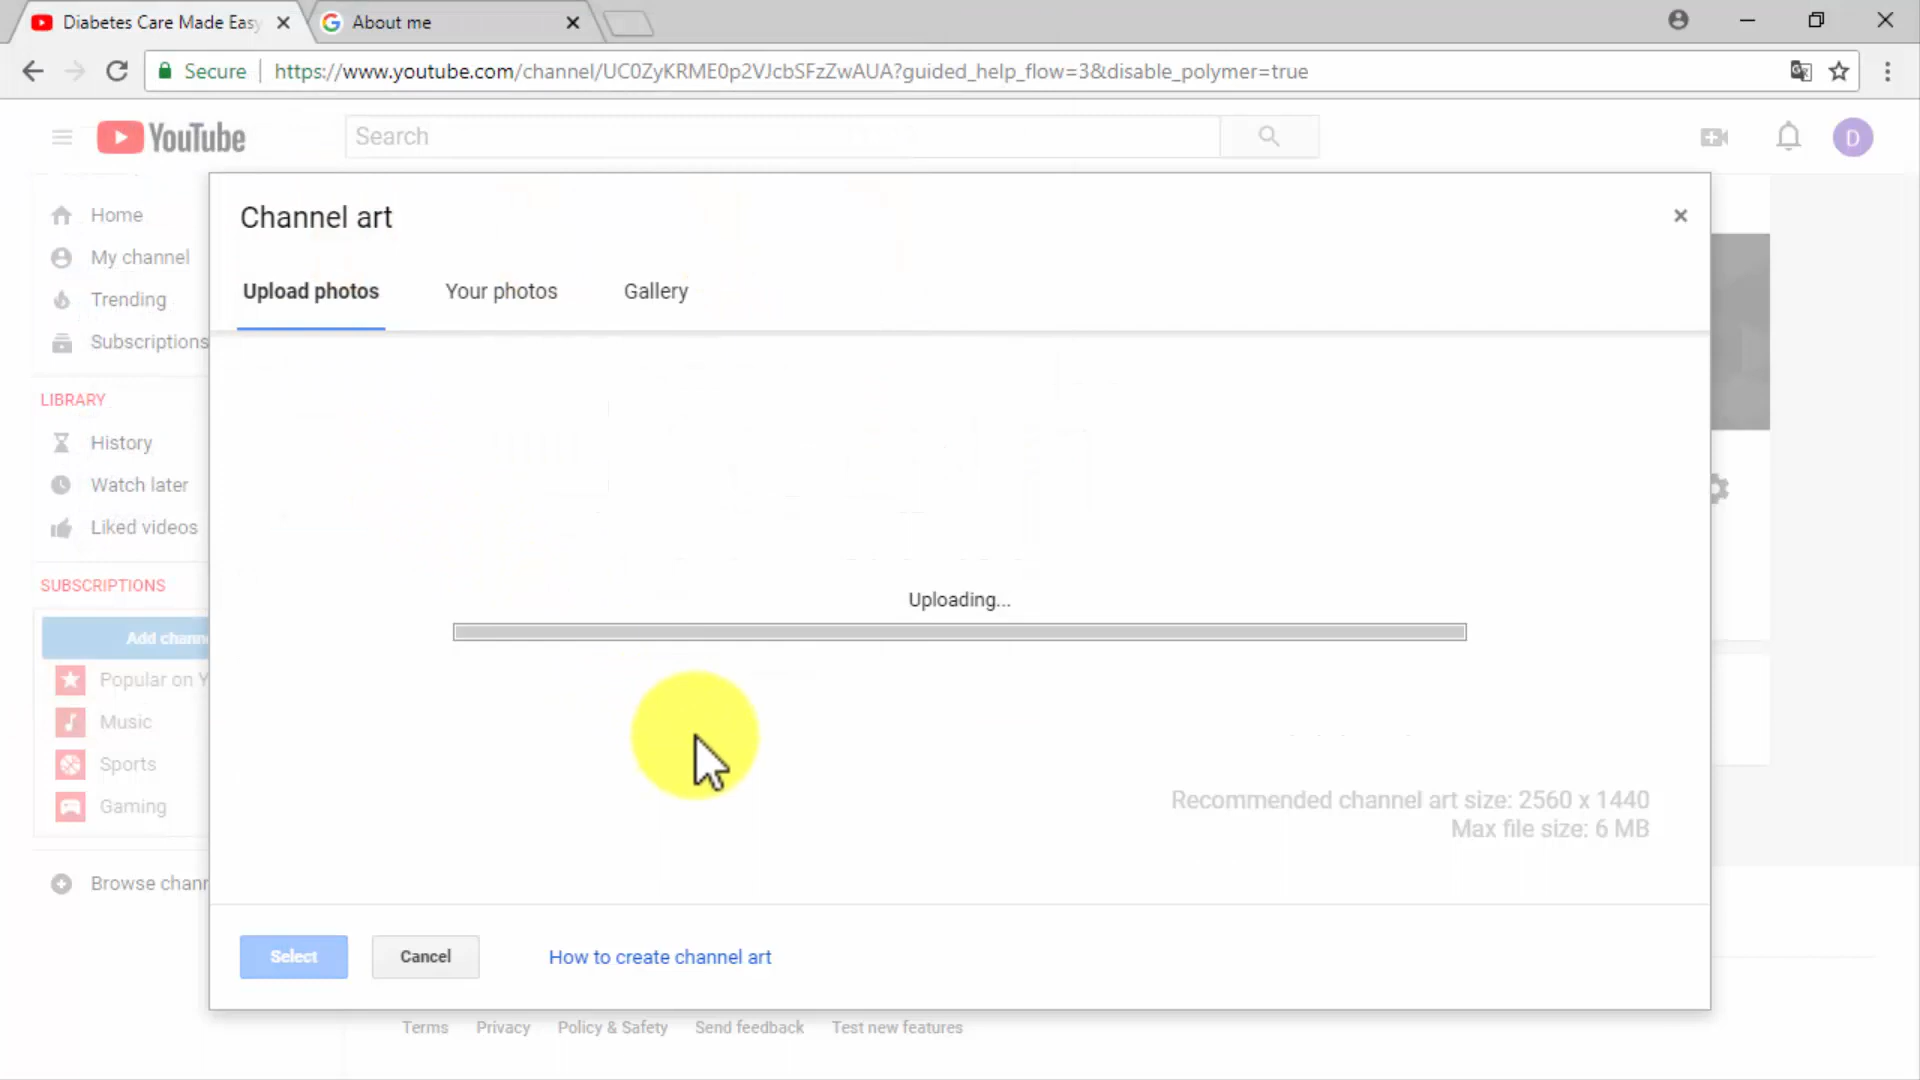 Diabetes Care Made Easy
About me
Secure
https://www.youtube.com/channel/UC0ZyKRME0p2VJcbSFzZwAUA?guided_help_flow=3&disable_polymer=true
YouTube
Search
D
Channel art
Upload photos
Your photos
Gallery
Home
My channel
Trending
Subscriptions
LIBRARY
History
Watch later
Liked videos
SUBSCRIPTIONS
Add chann
Popular on Y
Music
Sports
Gaming
Browse chann
Uploading...
Recommended channel art size: 2560 x 1440
Max file size: 6 MB
Select
Cancel
How to create channel art
Terms
Privacy
Policy & Safety
Send feedback
Test new features